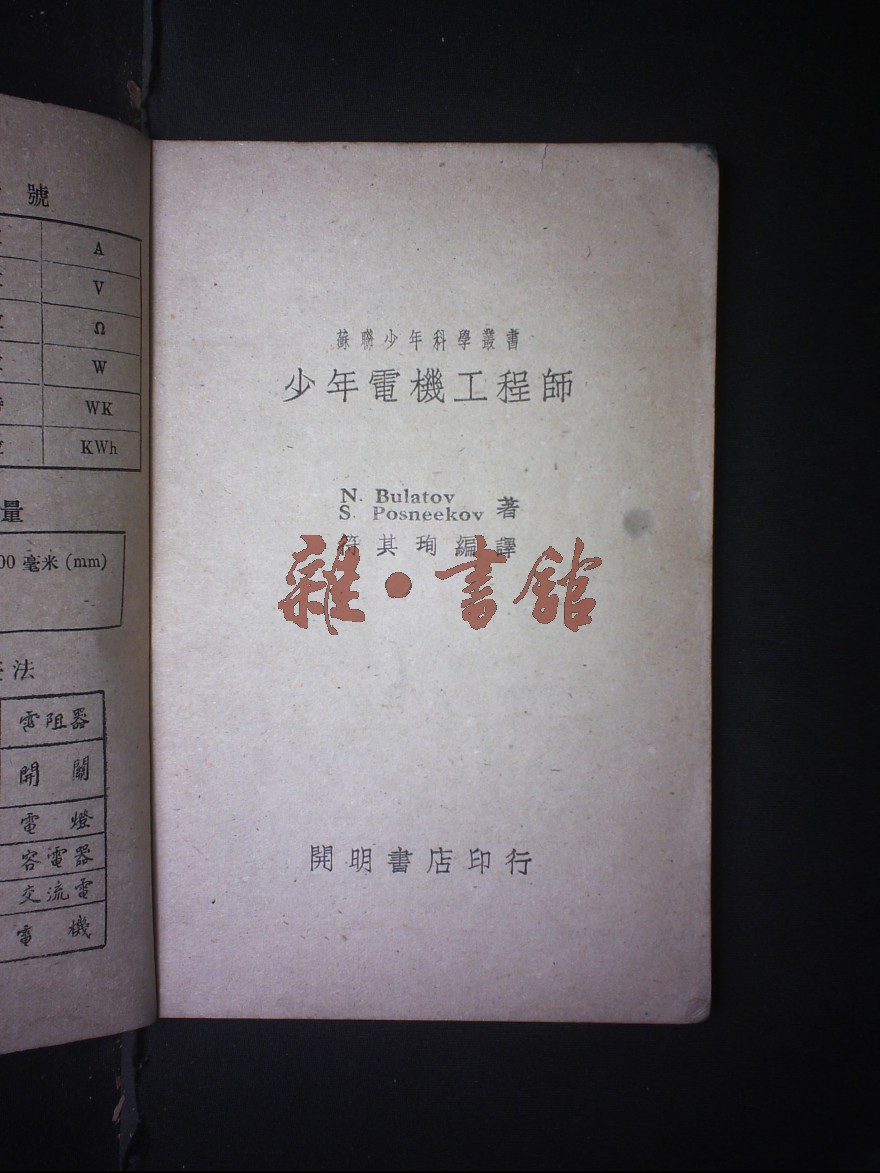 號
A
V
Ω
W
WK
KWh
量
00 毫米 (mm)
法
電阻器
開關
電燈
容電器
交流電
電機
蘇聯少年科學叢書
少年電機工程師
N. Bulatov
S. Posneekov 著
符其珣編譯
雜·書館
開明書店印行